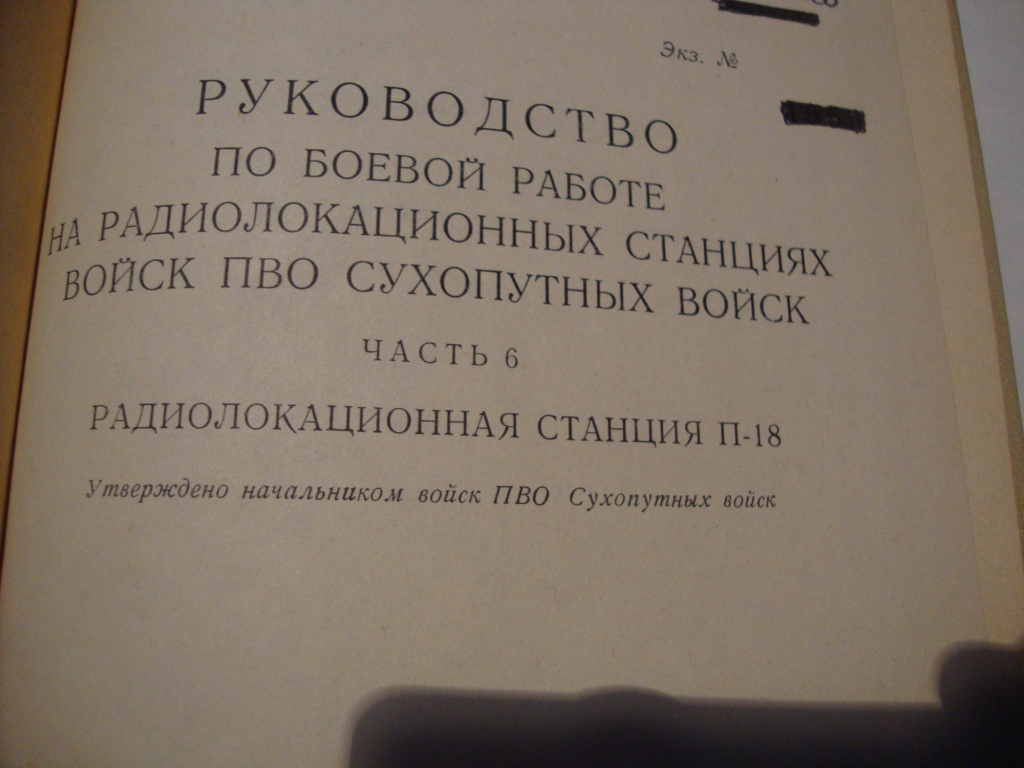 Экз. №
РУКОВОДСТВО
ПО БОЕВОЙ РАБОТЕ
НА РАДИОЛОКАЦИОННЫХ СТАНЦИЯХ
ВОЙСК ПВО СУХОПУТНЫХ ВОЙСК
ЧАСТЬ 6
РАДИОЛОКАЦИОННАЯ СТАНЦИЯ П-18
Утверждено начальником войск ПВО Сухопутных войск